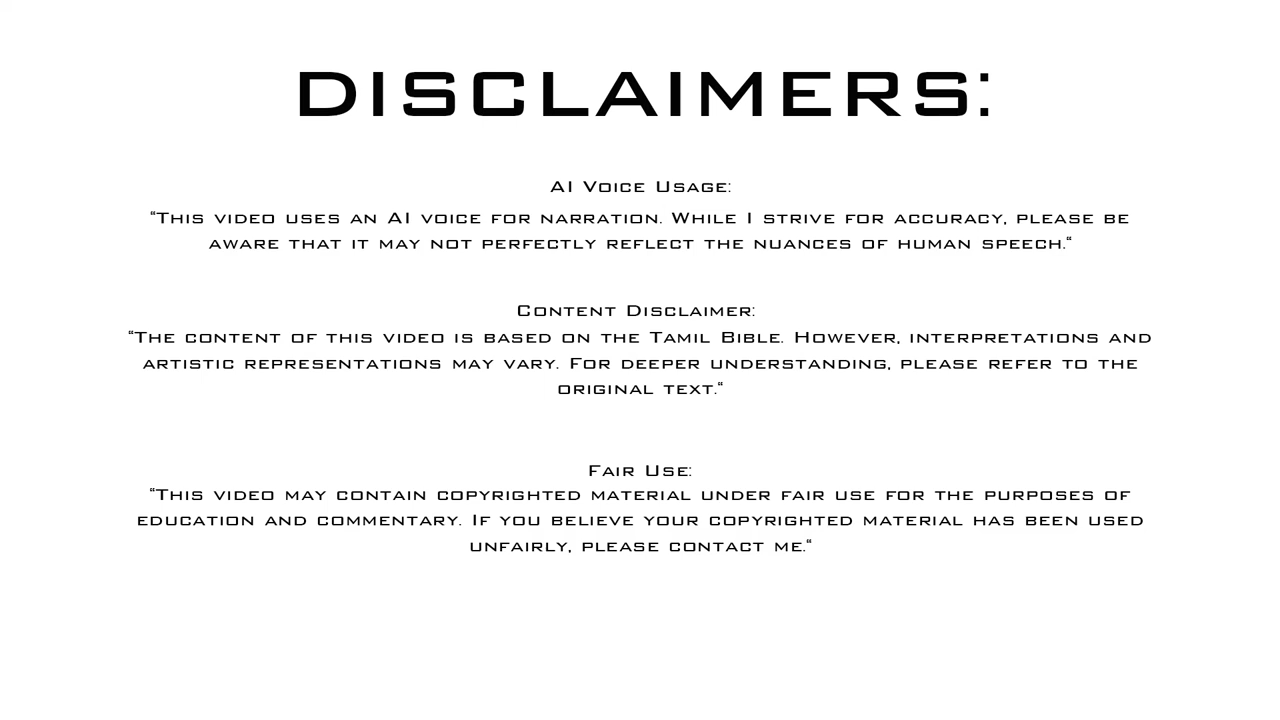 DISCLAIMERS:
AI Voice Usage:
“This video uses an AI voice for narration. While I strive for accuracy, please be
aware that it may not perfectly reflect the nuances of human speech.“
Content Disclaimer:
“The content of this video is based on the Tamil Bible. However, interpretations and
artistic representations may vary. For deeper understanding, please refer to the
original text.“
Fair Use:
“This video may contain copyrighted material under fair use for the purposes of
education and commentary. If you believe your copyrighted material has been used
unfairly, please contact me.“